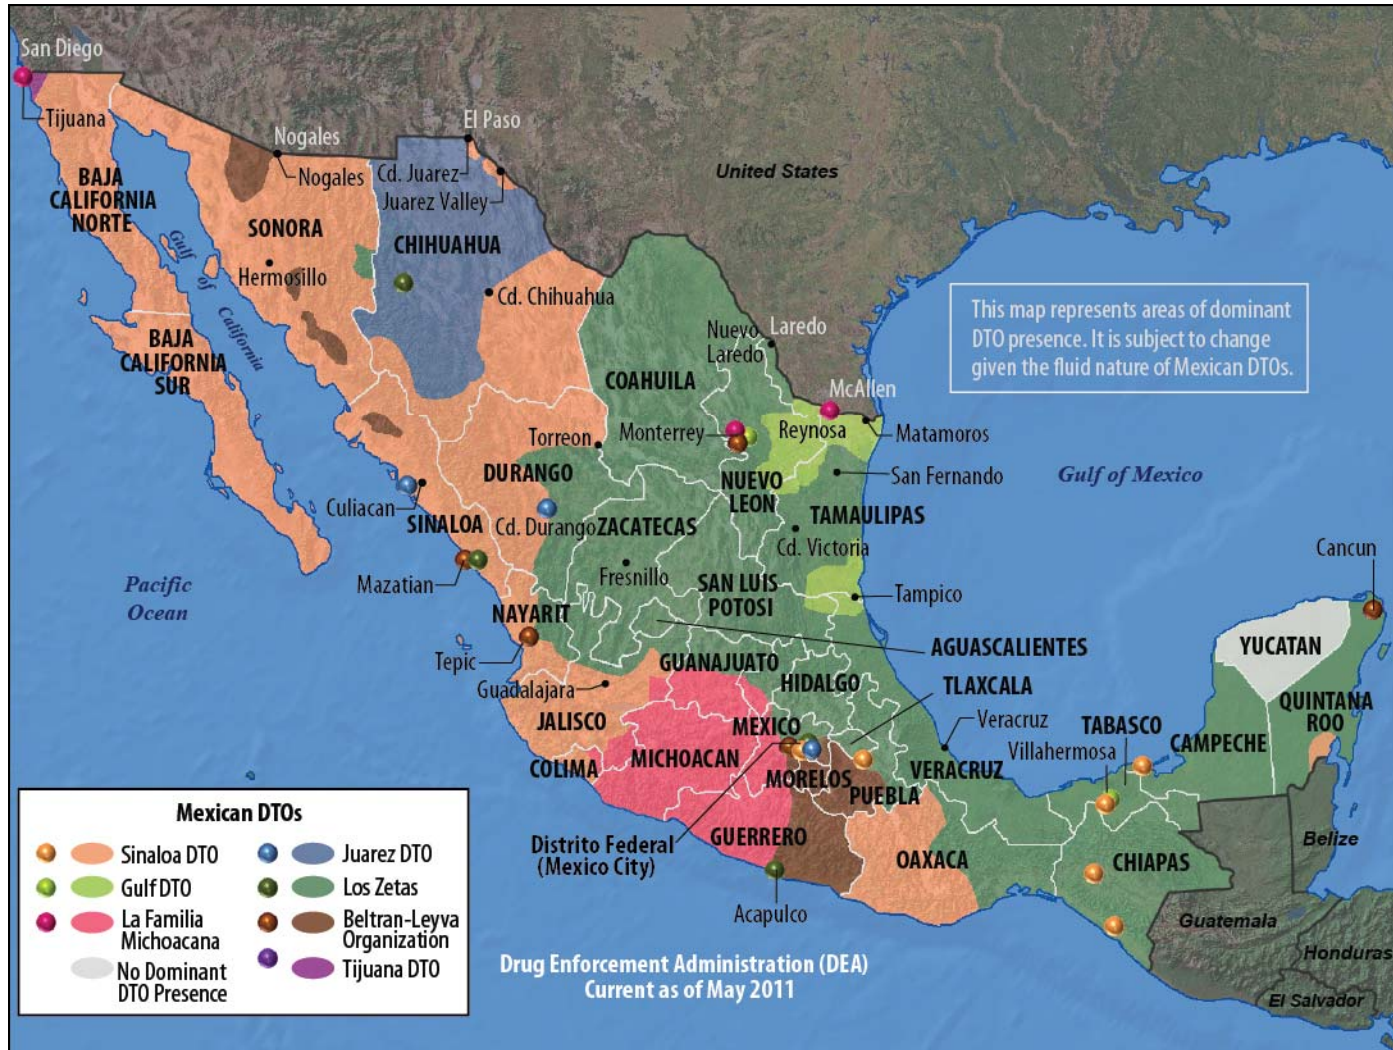 San Diego
Tijuana
Nogales
Nogales
El Paso
Cd. Juarez
Juarez Valley
United States
BAJA
CALIFORNIA
NORTE
SONORA
Hermosillo
CHIHUAHUA
Cd. Chihuahua
Gulf of California
BAJA
CALIFORNIA
SUR
This map represents areas of dominant
DTO presence. It is subject to change
given the fluid nature of Mexican DTOs.
Nuevo
Laredo
Laredo
COAHUILA
McAllen
Torreon
Monterrey
Reynosa
Matamoros
DURANGO
NUEVO
LEON
San Fernando
Gulf of Mexico
Culiacan
SINALOA
Cd. Durango
ZACATECAS
TAMAULIPAS
Cd. Victoria
Cancun
Pacific
Ocean
Mazatian
Fresnillo
SAN LUIS
POTOSI
Tampico
NAYARIT
Tepic
AGUASCALIENTES
YUCATAN
GUANAJUATO
HIDALGO
Guadalajara
TLAXCALA
QUINTANA
ROO
JALISCO
MEXICO
Veracruz
TABASCO
Villahermosa
CAMPECHE
COLIMA
MICHOACAN
MORELOS
PUEBLA
VERACRUZ
GUERRERO
Distrito Federal
(Mexico City)
OAXACA
CHIAPAS
Belize
Acapulco
Guatemala
Honduras
El Salvador
Mexican DTOs
Sinaloa DTO
Gulf DTO
La Familia
Michoacana
No Dominant
DTO Presence
Juarez DTO
Los Zetas
Beltran-Leyva
Organization
Tijuana DTO
Drug Enforcement Administration (DEA)
Current as of May 2011